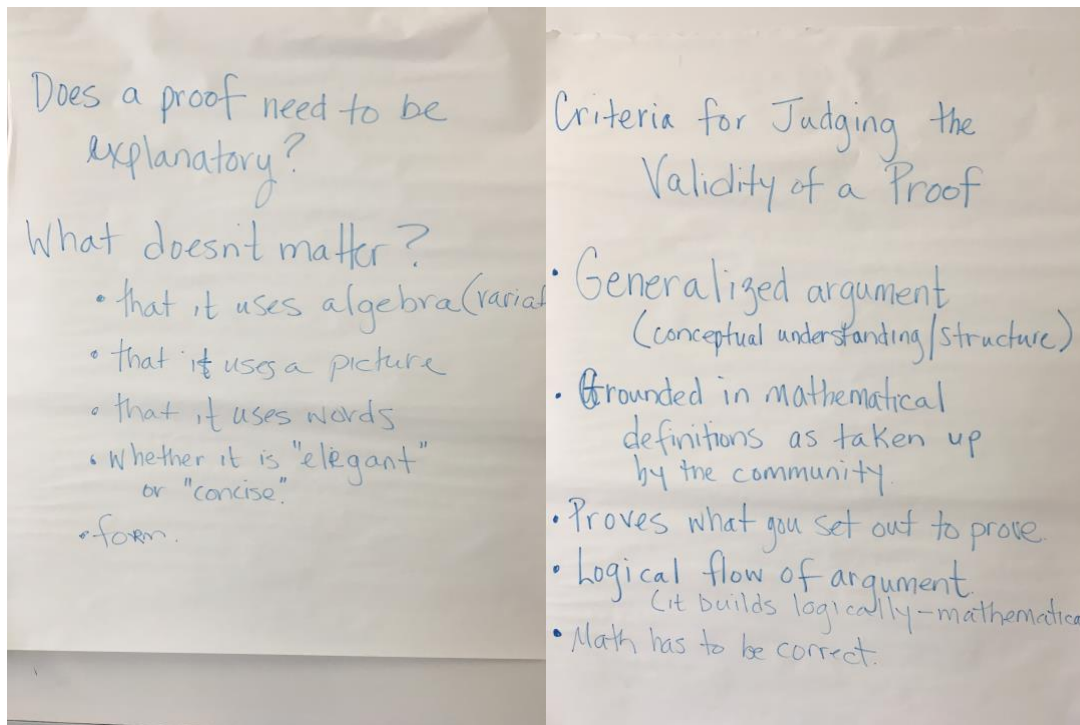 Does a proof need to be
explanatory?
What doesn't matter?
• that it uses algebra (variab
• that it uses a picture
• that it uses words
• Whether it is "elegant"
or "concise".
• form.
Criteria for Judging the
Validity of a Proof
• Generalized argument
(conceptual understanding/structure)
• Grounded in mathematical
definitions as taken up
by the community.
• Proves what you set out to prove.
• Logical flow of argument.
(it builds logically-mathematica
• Math has to be correct.